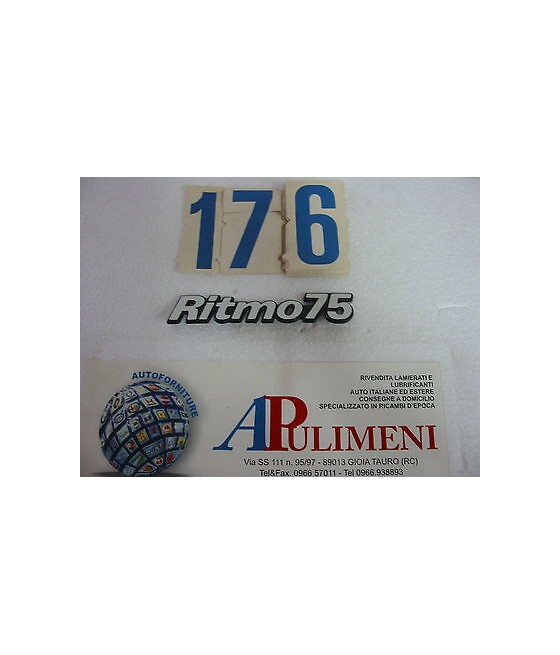 176
Ritmo75
AUTOFORNITURE
RIVENDITA LAMIERATI E
LUBRIFICANTI
AUTO ITALIANE ED ESTERE
CONSEGNE A DOMICILIO
SPECIALIZZATO IN RICAMBI D'EPOCA
APULIMENI
Via SS 111 n. 95/97 - 89013 GIOIA TAURO (RC)
Tel&Fax. 0966 57011 - Tel 0966.938893